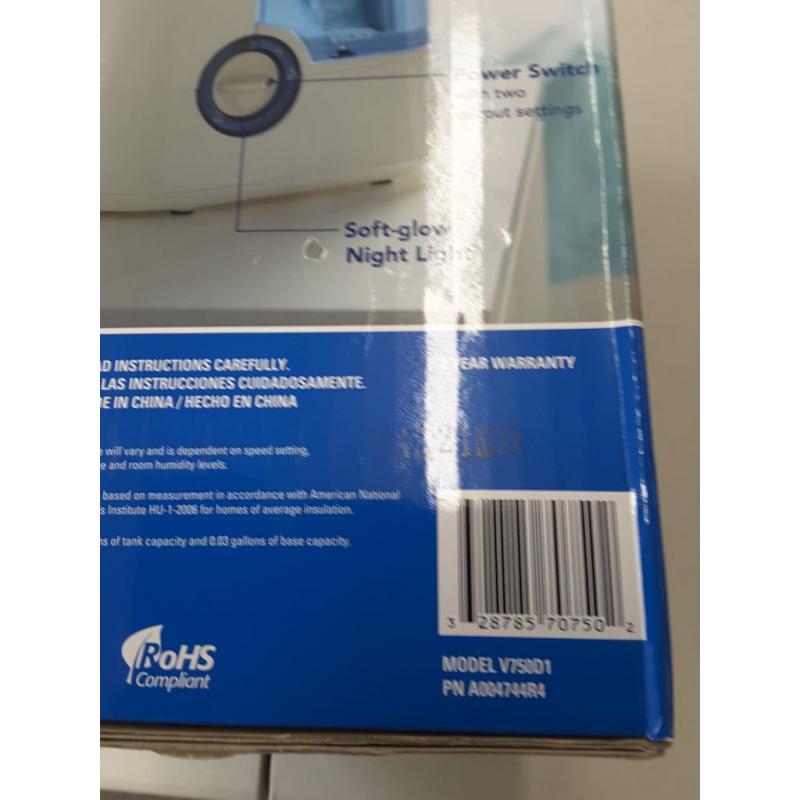 VICKS
Power Switch
with two
output settings
Soft-glow
Night Light
AD INSTRUCTIONS CAREFULLY.
LAS INSTRUCCIONES CUIDADOSAMENTE.
DE IN CHINA / HECHO EN CHINA
YEAR WARRANTY
will vary and is dependent on speed setting,
e and room humidity levels.
based on measurement in accordance with American National
s Institute HU-1-2006 for homes of average insulation.
ns of tank capacity and 0.03 gallons of base capacity.
3 28785 70750 2
RoHS
Compliant
MODEL V750D1
PN A004744R4